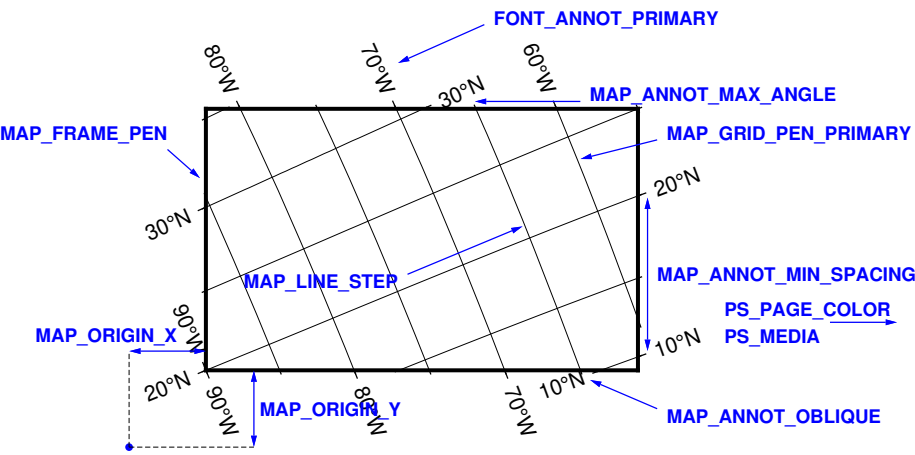 FONT_ANNOT_PRIMARY
80°W
70°W
60°W
30°N
MAP_ANNOT_MAX_ANGLE
MAP_FRAME_PEN
MAP_GRID_PEN_PRIMARY
20°N
30°N
MAP_LINE_STEP
MAP_ANNOT_MIN_SPACING
PS_PAGE_COLOR
90°W
MAP_ORIGIN_X
PS_MEDIA
10°N
20°N
10°N
90°W
MAP_ORIGIN_Y
80°W
70°W
MAP_ANNOT_OBLIQUE